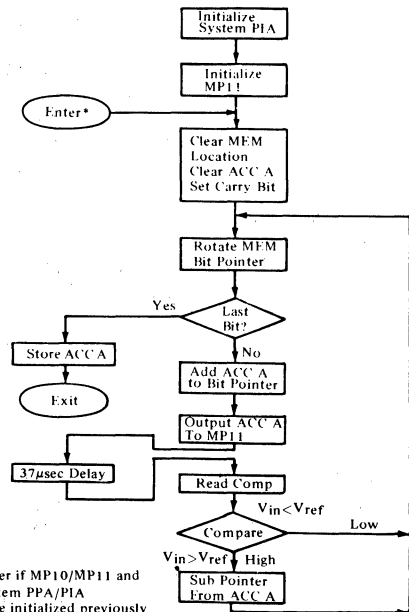 Initialize
System PIA
Initialize
MP1!
Enter*
Clear MEM
Location
Clear ACC A
Set Carry Bit
Rotate MEM
Bit Pointer
Last
Bit?
Yes
No
Store ACC A
Exit
Add ACC A
to Bit Pointer
Output ACC A
To MP11
37μsec Delay
Read Comp
Vin<Vref
Compare
Low
Vin>Vref
High
Sub Pointer
From ACC A
er if MP10/MP11 and
tem PPA/PIA
e initialized previously